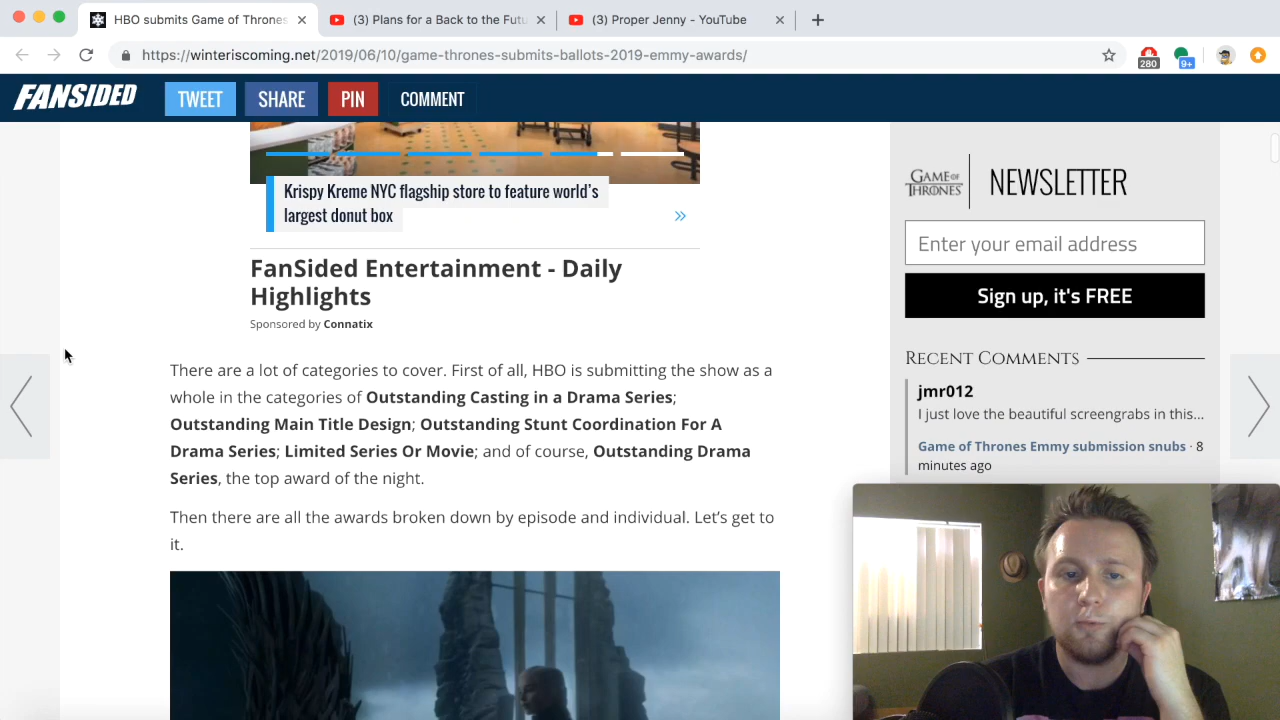 HBO submits Game of Thrones
(3) Plans for a Back to the Futu
(3) Proper Jenny - YouTube
https://winteriscoming.net/2019/06/10/game-thrones-submits-ballots-2019-emmy-awards/
280
9+
FANSIDED
TWEET
SHARE
PIN
COMMENT
Krispy Kreme NYC flagship store to feature world's
largest donut box
»
FanSided Entertainment - Daily
Highlights
Sponsored by Connatix
There are a lot of categories to cover. First of all, HBO is submitting the show as a
whole in the categories of Outstanding Casting in a Drama Series;
Outstanding Main Title Design; Outstanding Stunt Coordination For A
Drama Series; Limited Series Or Movie; and of course, Outstanding Drama
Series, the top award of the night.
Then there are all the awards broken down by episode and individual. Let's get to
it.
GAME OF
THRONES
NEWSLETTER
Enter your email address
Sign up, it's FREE
RECENT COMMENTS
jmr012
I just love the beautiful screengrabs in this...
Game of Thrones Emmy submission snubs · 8
minutes ago